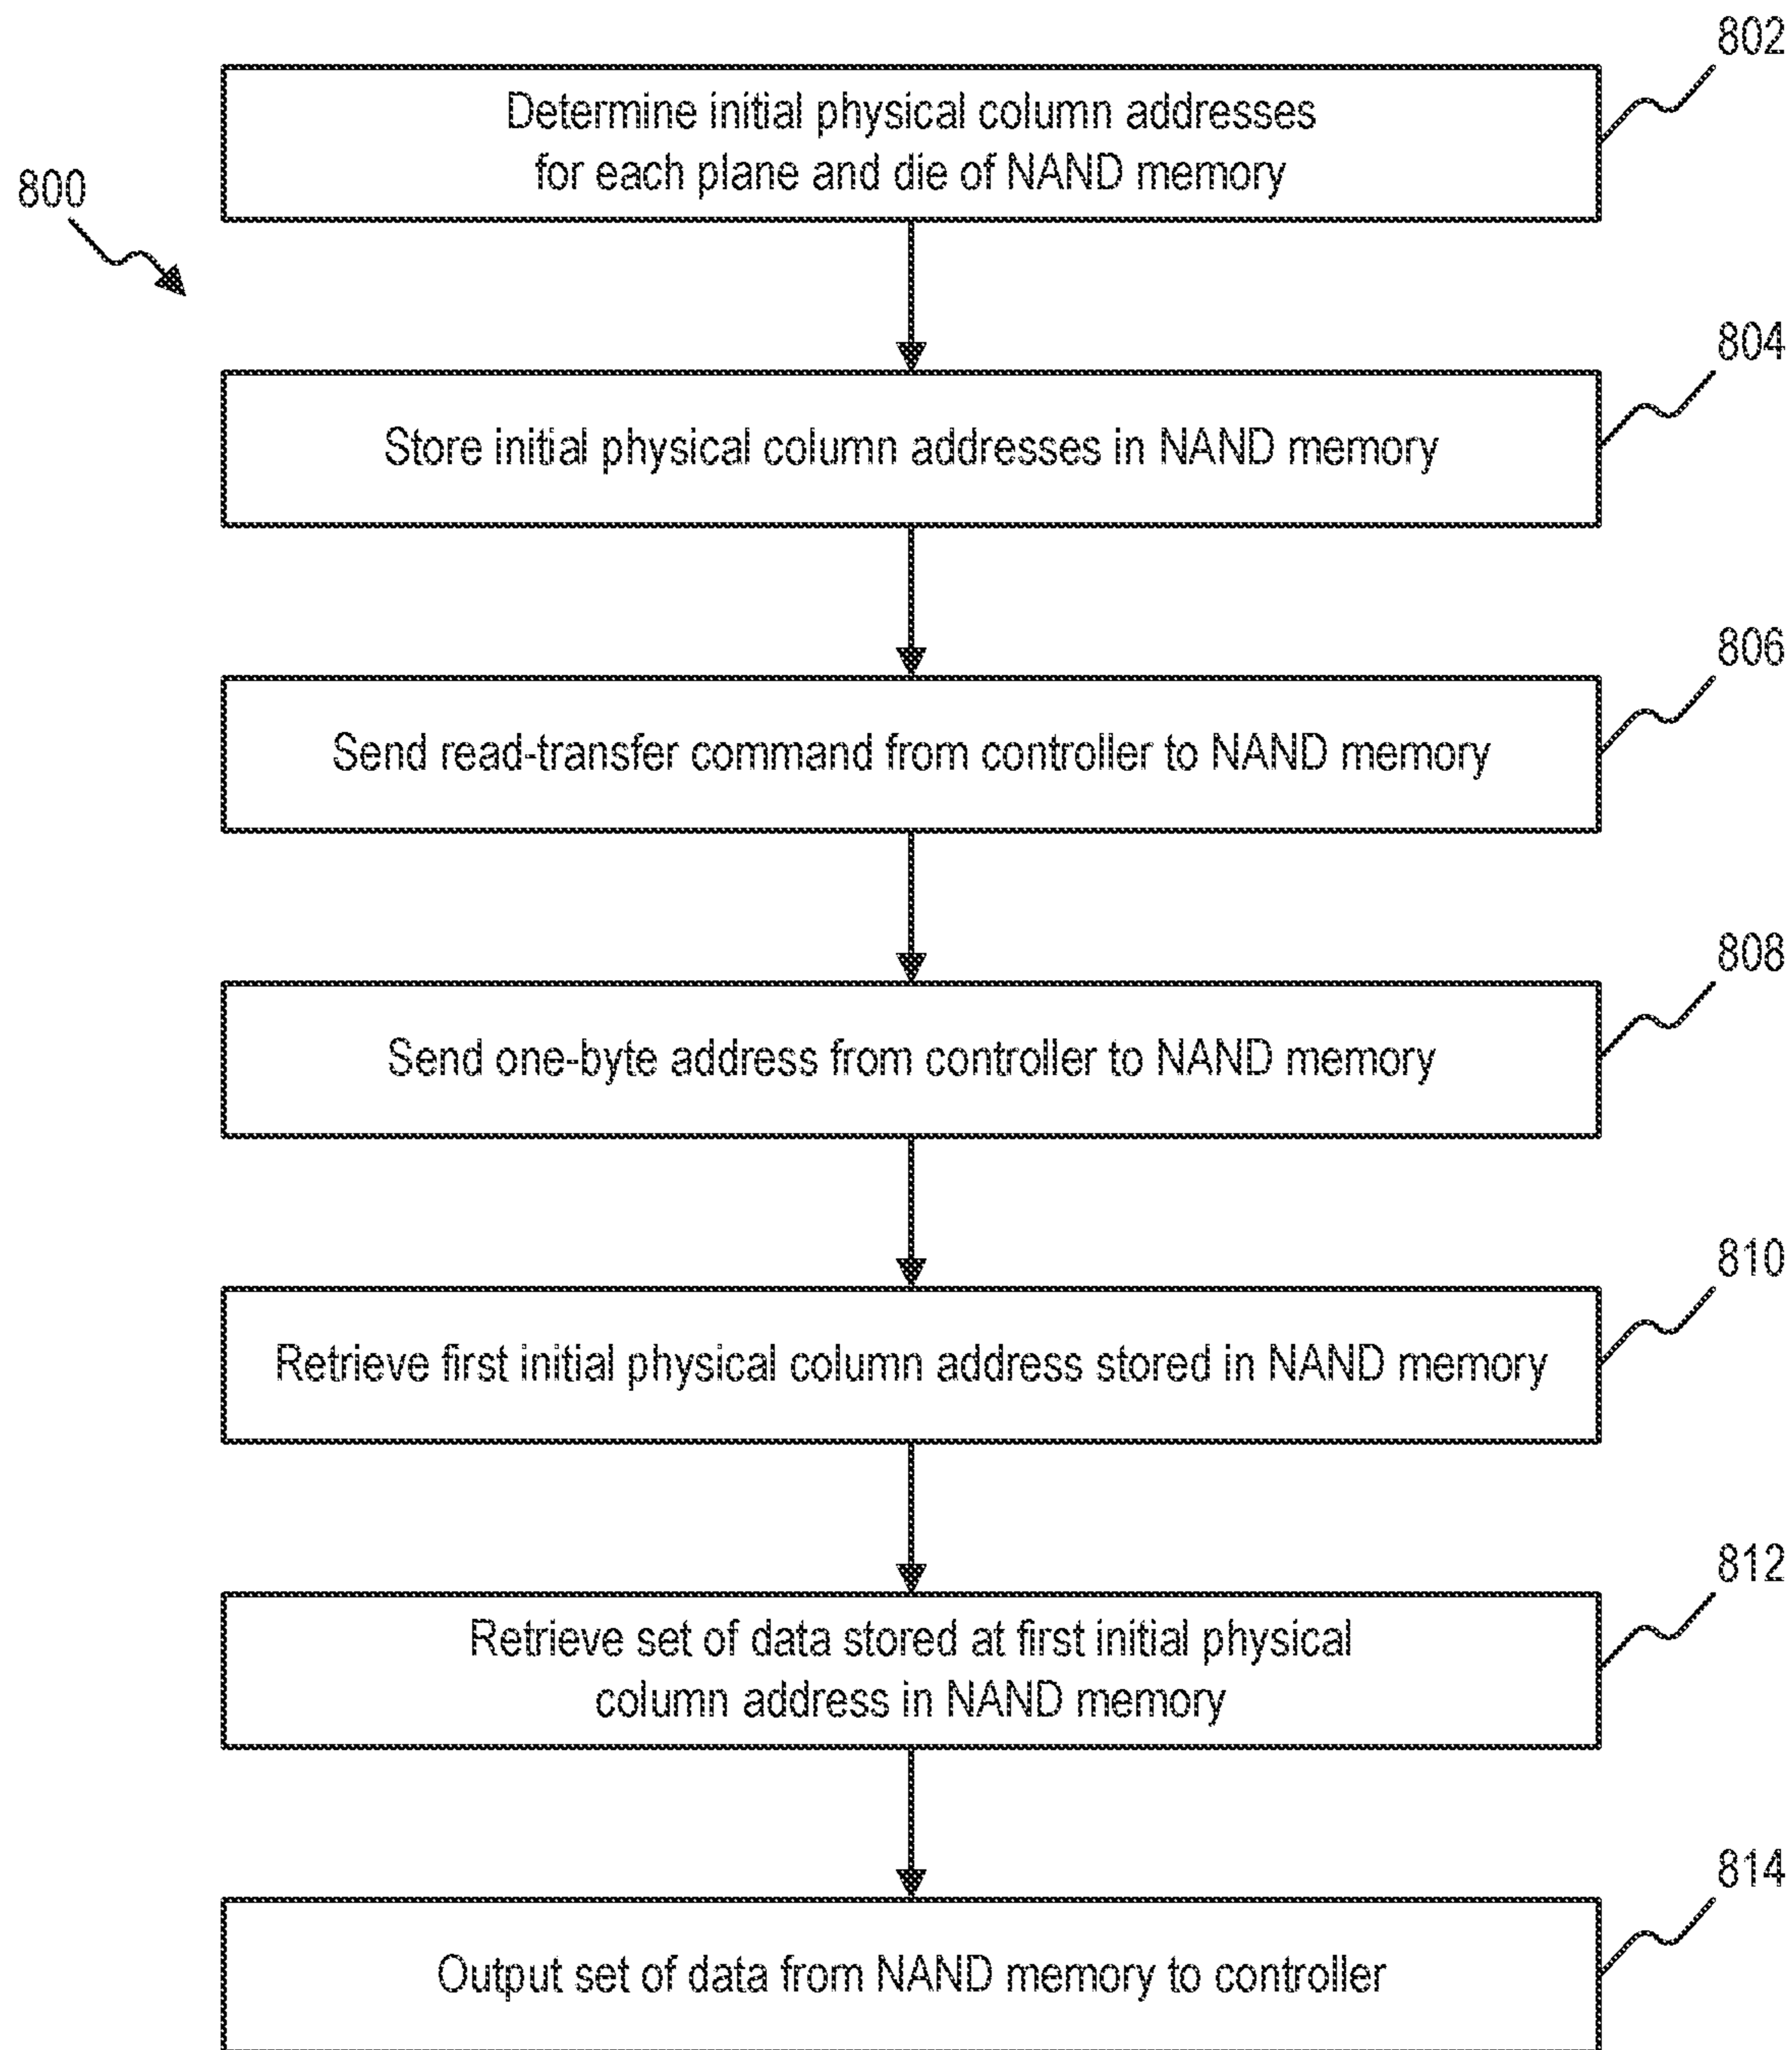 802
Determine initial physical column addresses
for each plane and die of NAND memory
800
804
Store initial physical column addresses in NAND memory
806
Send read-transfer command from controller to NAND memory
808
Send one-byte address from controller to NAND memory
810
Retrieve first initial physical column address stored in NAND memory
812
Retrieve set of data stored at first initial physical
column address in NAND memory
814
Output set of data from NAND memory to controller